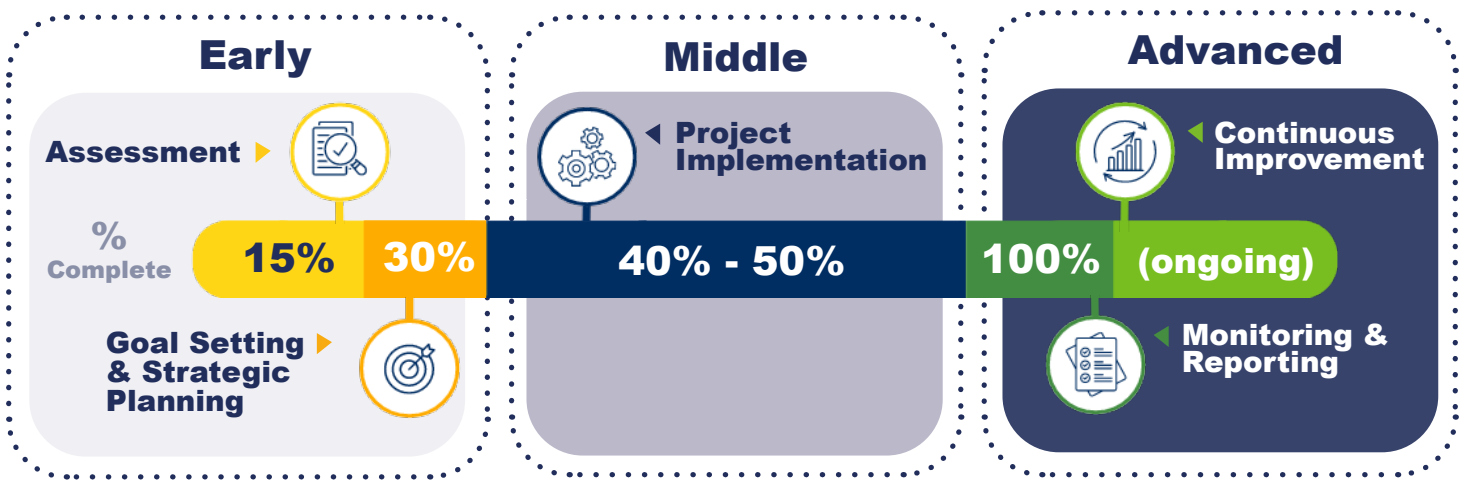 Early
Assessment
%
Complete
15%
30%
Goal Setting
& Strategic
Planning
Middle
Project
Implementation
40% - 50%
Advanced
Continuous
Improvement
100%
(ongoing)
Monitoring &
Reporting